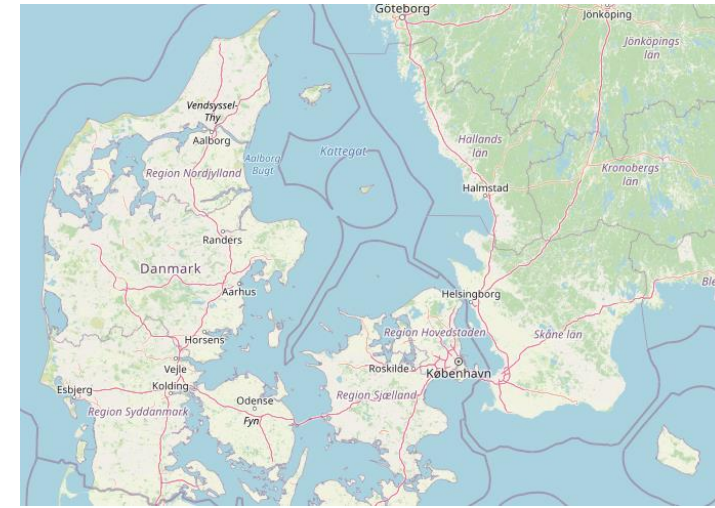 Göteborg
Jönköping
Jönköpings
län
Vendsyssel-
Thy
Aalborg
Aalborg
Bugt
Kattegat
Hallands
län
Region Nordjylland
Kronobergs
län
Halmstad
Randers
Danmark
Aarhus
Helsingborg
Ble
Horsens
Region Hovedstaden
Skåne län
Vejle
Roskilde
København
Esbjerg
Kolding
Odense
Region Sjælland
Region Syddanmark
Fyn